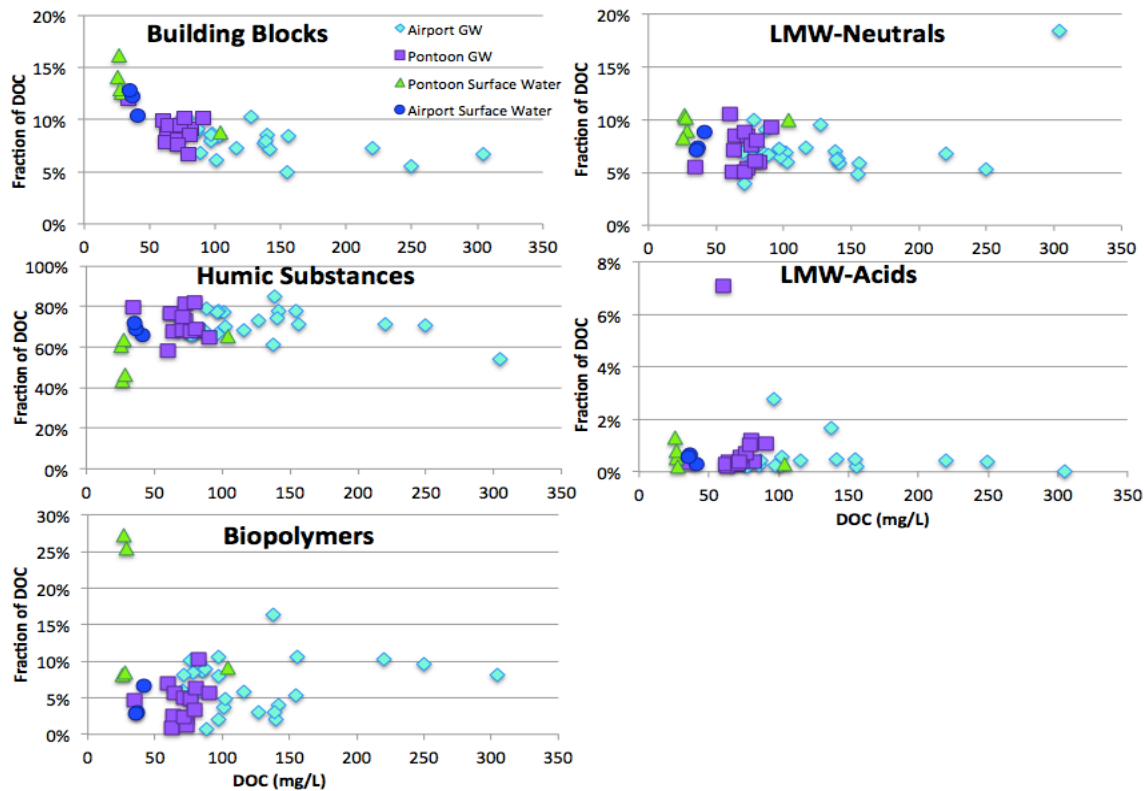 Building Blocks
Airport GW
Pontoon GW
Pontoon Surface Water
Airport Surface Water
Fraction of DOC
20%
15%
10%
5%
0%
0 50 100 150 200 250 300 350
LMW-Neutrals
Fraction of DOC
20%
15%
10%
5%
0%
0 50 100 150 200 250 300 350
Humic Substances
Fraction of DOC
100%
80%
60%
40%
20%
0%
0 50 100 150 200 250 300 350
LMW-Acids
Fraction of DOC
8%
6%
4%
2%
0%
0 50 100 150 200 250 300 350
DOC (mg/L)
Biopolymers
Fraction of DOC
30%
25%
20%
15%
10%
5%
0%
0 50 100 150 200 250 300 350
DOC (mg/L)